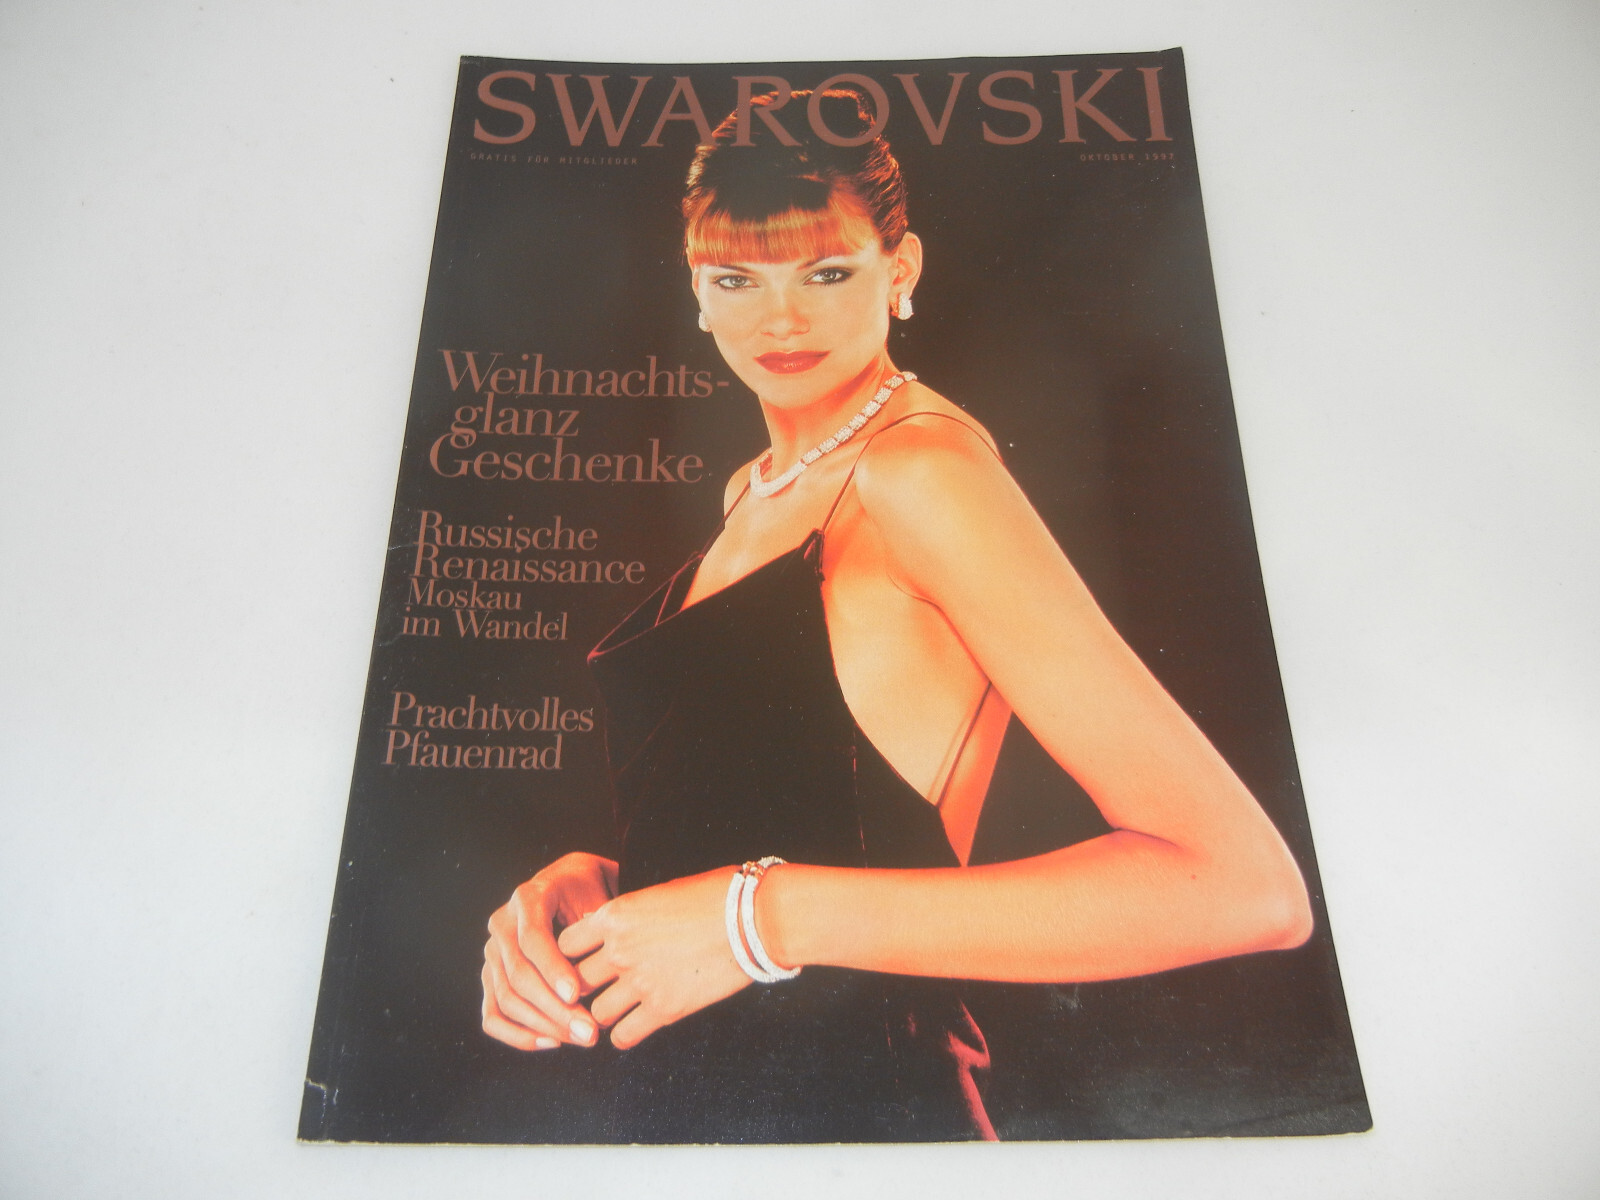 SWAROVSKI
GRATIS FÜR MITGLIEDER
OKTOBER 1997
Weihnachts-
glanz
Geschenke
Russische
Renaissance
Moskau
im Wandel
Prachtvolles
Pfauenrad